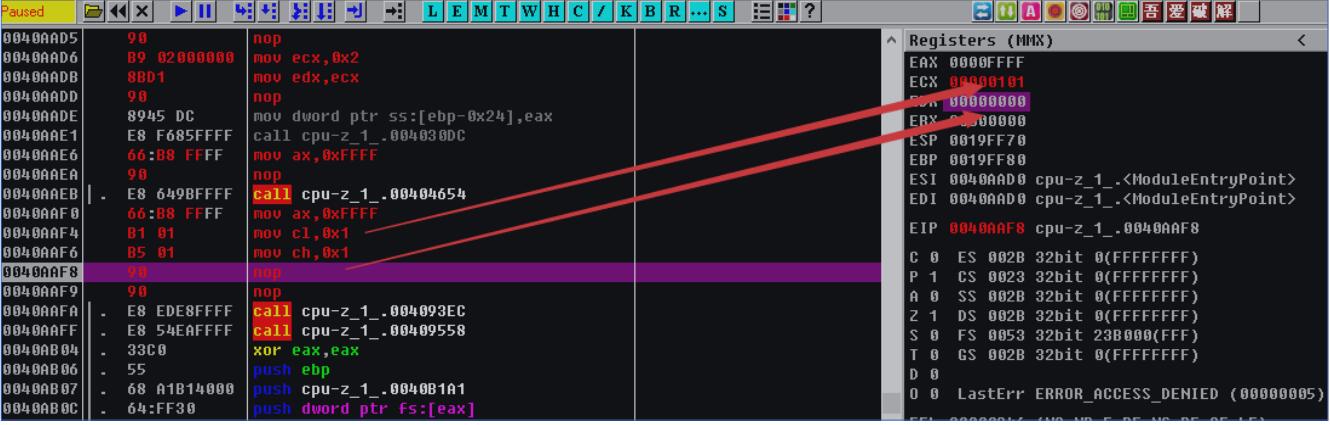 Paused L E M T W H C / K B R ... S ? A 吾 爱 破 解
0040AAD5 90 nop
0040AAD6 B9 02000000 mov ecx,0x2
0040AADB 8BD1 mov edx,ecx
0040AADD 90 nop
0040AADE 8945 DC mov dword ptr ss:[ebp-0x24],eax
0040AAE1 E8 F685FFFF call cpu-z_1_.004030DC
0040AAE6 66:B8 FFFF mov ax,0xFFFF
0040AAEA 90 nop
0040AAEB . E8 649BFFFF call cpu-z_1_.00404654
0040AAF0 66:B8 FFFF mov ax,0xFFFF
0040AAF4 B1 01 mov cl,0x1
0040AAF6 B5 01 mov ch,0x1
0040AAF8 90 nop
0040AAF9 90 nop
0040AAFA . E8 EDE8FFFF call cpu-z_1_.004093EC
0040AAFF . E8 54EAFFFF call cpu-z_1_.00409558
0040AB04 . 33C0 xor eax,eax
0040AB06 . 55 push ebp
0040AB07 . 68 A1B14000 push cpu-z_1_.0040B1A1
0040AB0C . 64:FF30 push dword ptr fs:[eax]
Registers (MMX) <
EAX 0000FFFF
ECX 00000101
EDX 00000000
EBX 00000000
ESP 0019FF70
EBP 0019FF80
ESI 0040AAD0 cpu-z_1_.<ModuleEntryPoint>
EDI 0040AAD0 cpu-z_1_.<ModuleEntryPoint>
EIP 0040AAF8 cpu-z_1_.0040AAF8
C 0 ES 002B 32bit 0(FFFFFFFF)
P 1 CS 0023 32bit 0(FFFFFFFF)
A 0 SS 002B 32bit 0(FFFFFFFF)
Z 1 DS 002B 32bit 0(FFFFFFFF)
S 0 FS 0053 32bit 23B000(FFF)
T 0 GS 002B 32bit 0(FFFFFFFF)
D 0
O 0 LastErr ERROR_ACCESS_DENIED (00000005)